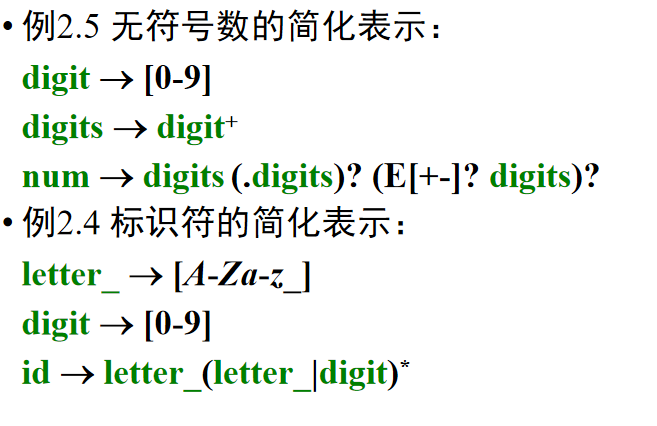 • 例2.5 无符号数的简化表示：
digit → [0-9]
digits → digit⁺
num → digits (.digits)? (E[+-]? digits)?
• 例2.4 标识符的简化表示：
letter_ → [A-Za-z_]
digit → [0-9]
id → letter_(letter_|digit)*